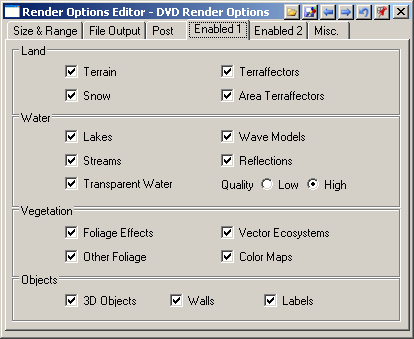 Render Options Editor - DVD Render Options
Size & Range File Output Post Enabled 1 Enabled 2 Misc.
Land
Terrain Terraffectors
Snow Area Terraffectors
Water
Lakes Wave Models
Streams Reflections
Transparent Water Quality Low High
Vegetation
Foliage Effects Vector Ecosystems
Other Foliage Color Maps
Objects
3D Objects Walls Labels